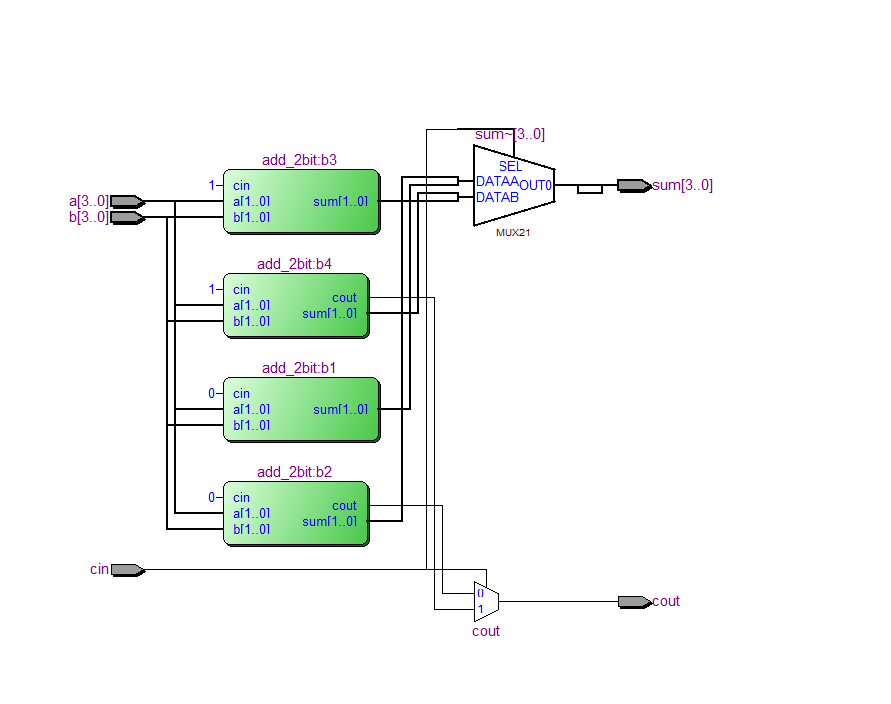 sum~[3..0]
add_2bit:b3
SEL
1 cin
DATAA OUT0
a[3..0] a[1..0] sum[1..0] sum[3..0]
DATAB
b[3..0] b[1..0]
MUX21
add_2bit:b4
1 cin
cout
a[1..0] sum[1..0]
b[1..0]
add_2bit:b1
0 cin
a[1..0] sum[1..0]
b[1..0]
add_2bit:b2
0 cin
cout
a[1..0] sum[1..0]
b[1..0]
cin
0
1 cout
cout